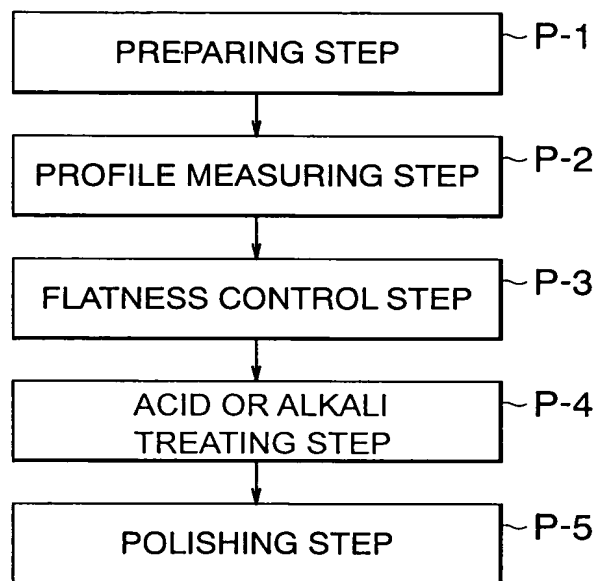 PREPARING STEP
P-1
PROFILE MEASURING STEP
P-2
FLATNESS CONTROL STEP
P-3
ACID OR ALKALI
TREATING STEP
P-4
POLISHING STEP
P-5